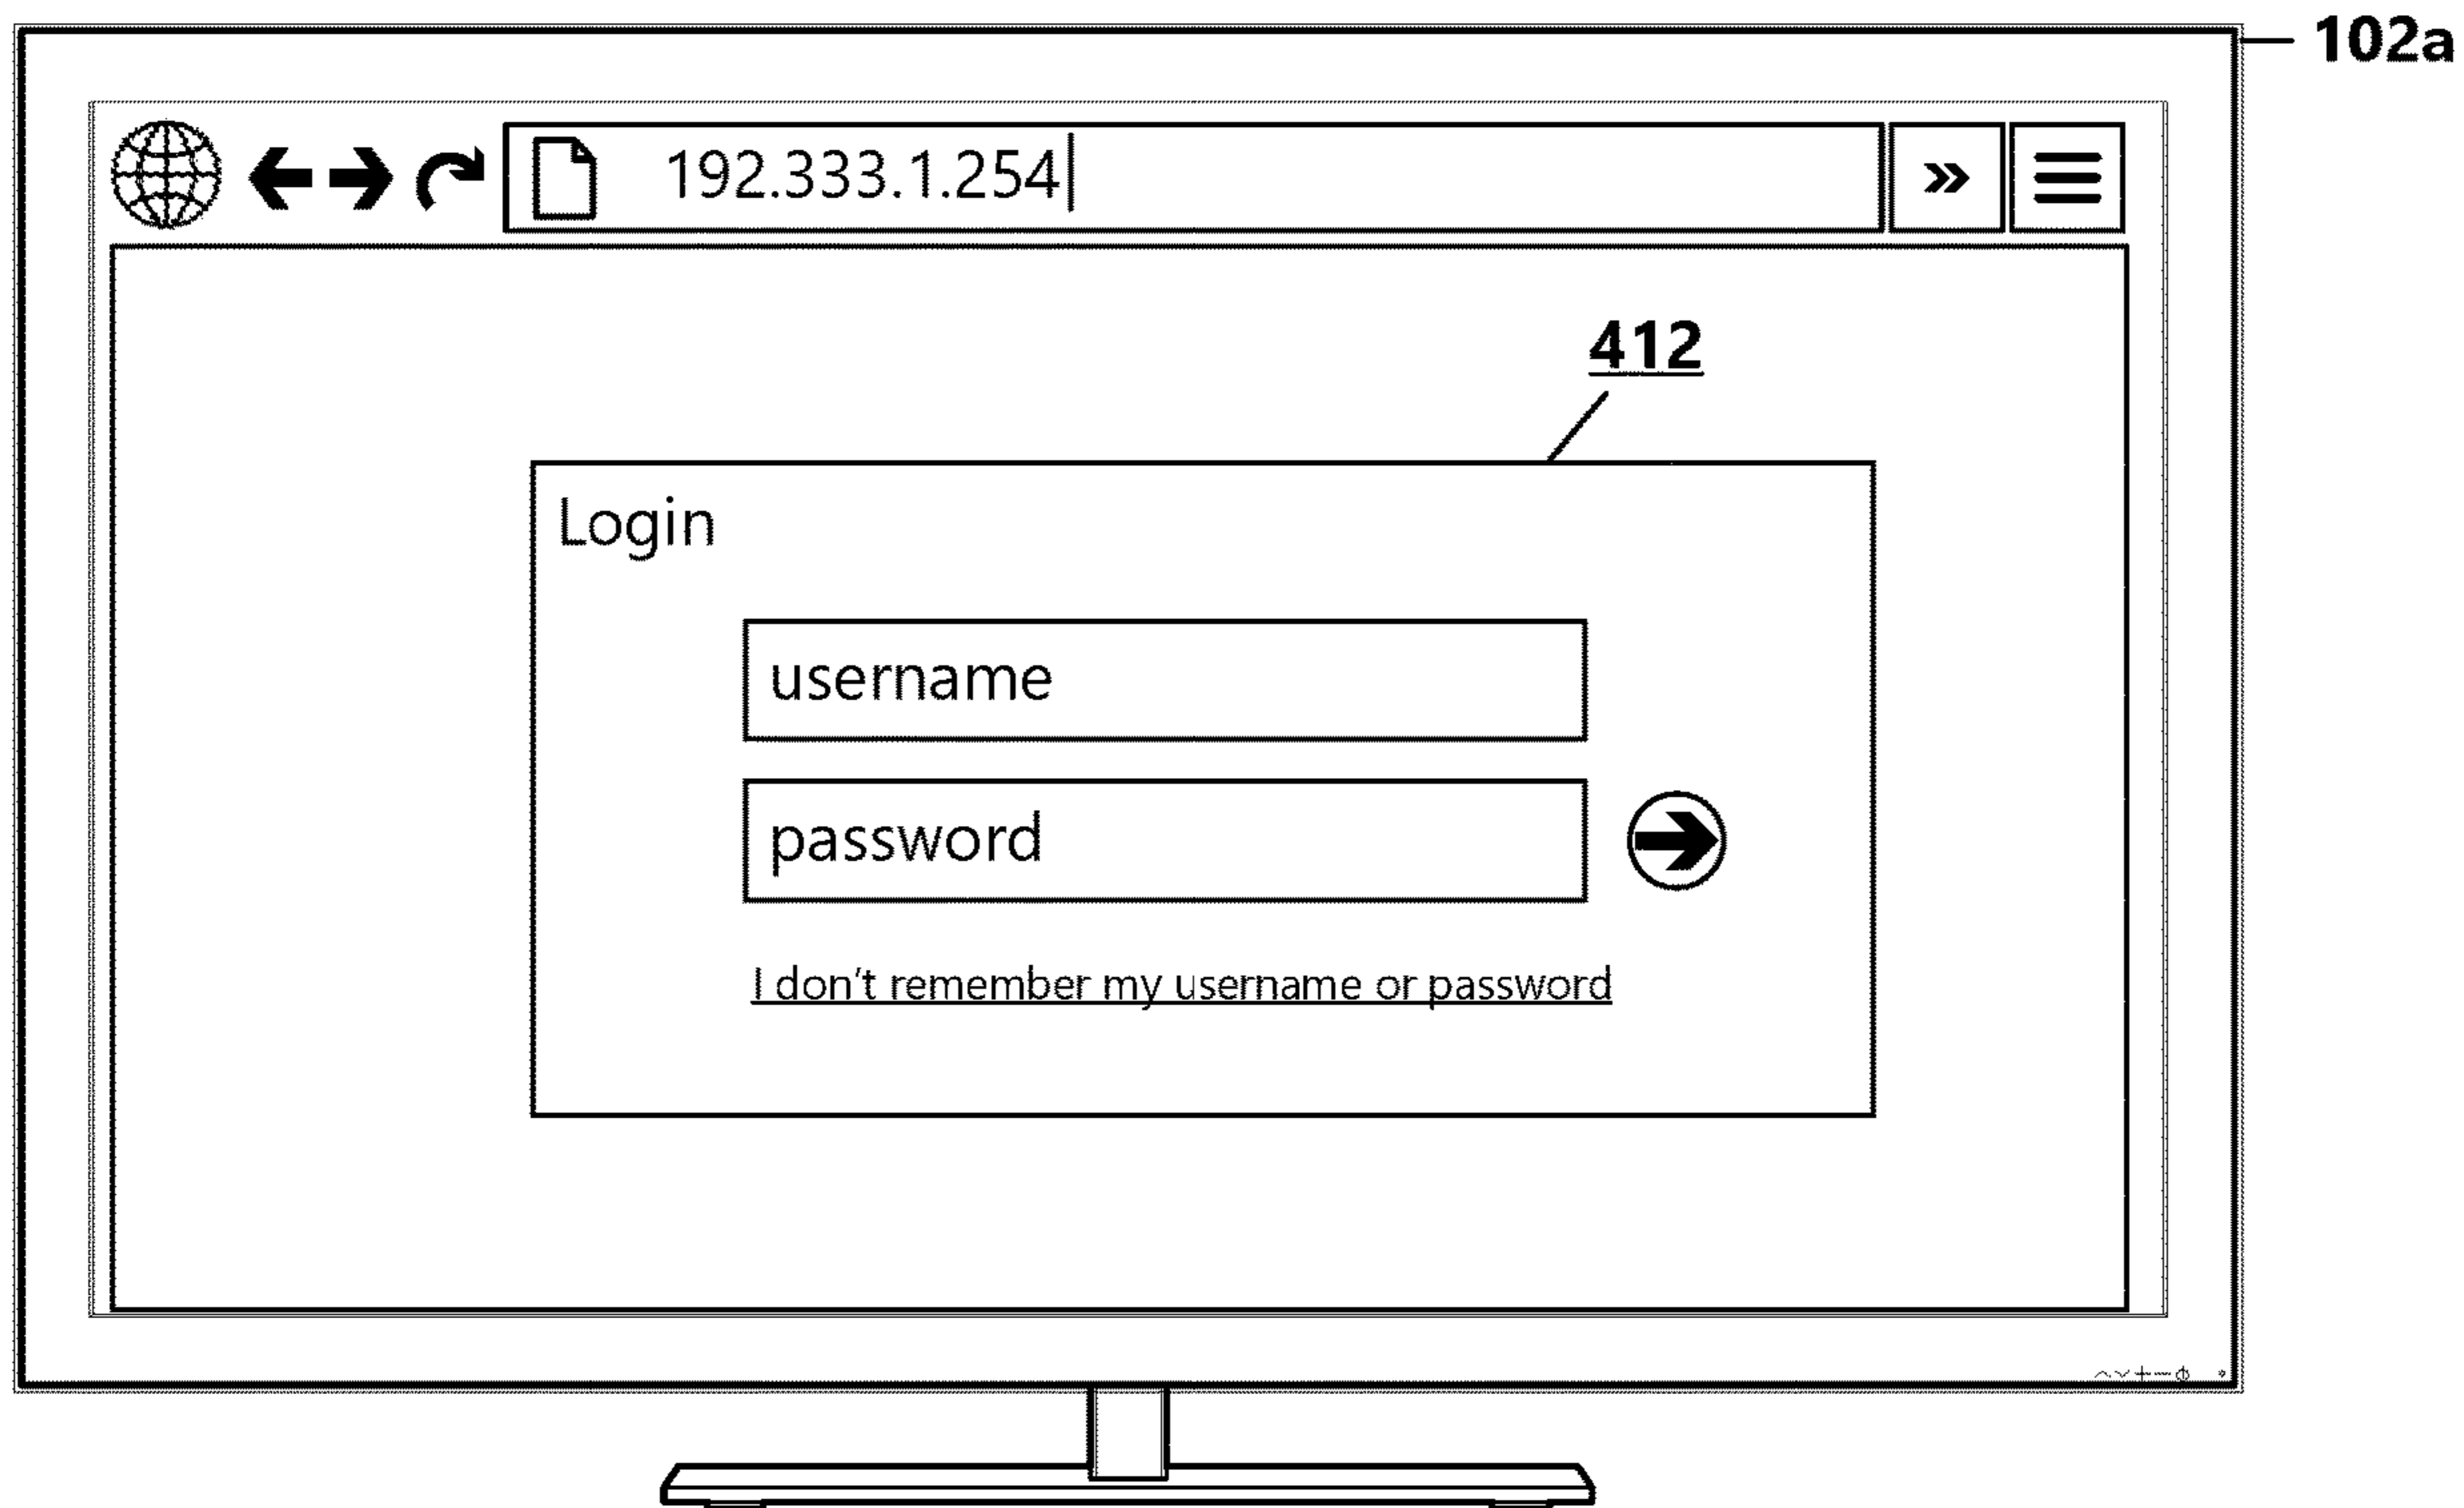 102a
192.333.1.254
412
Login
username
password
I don't remember my username or password